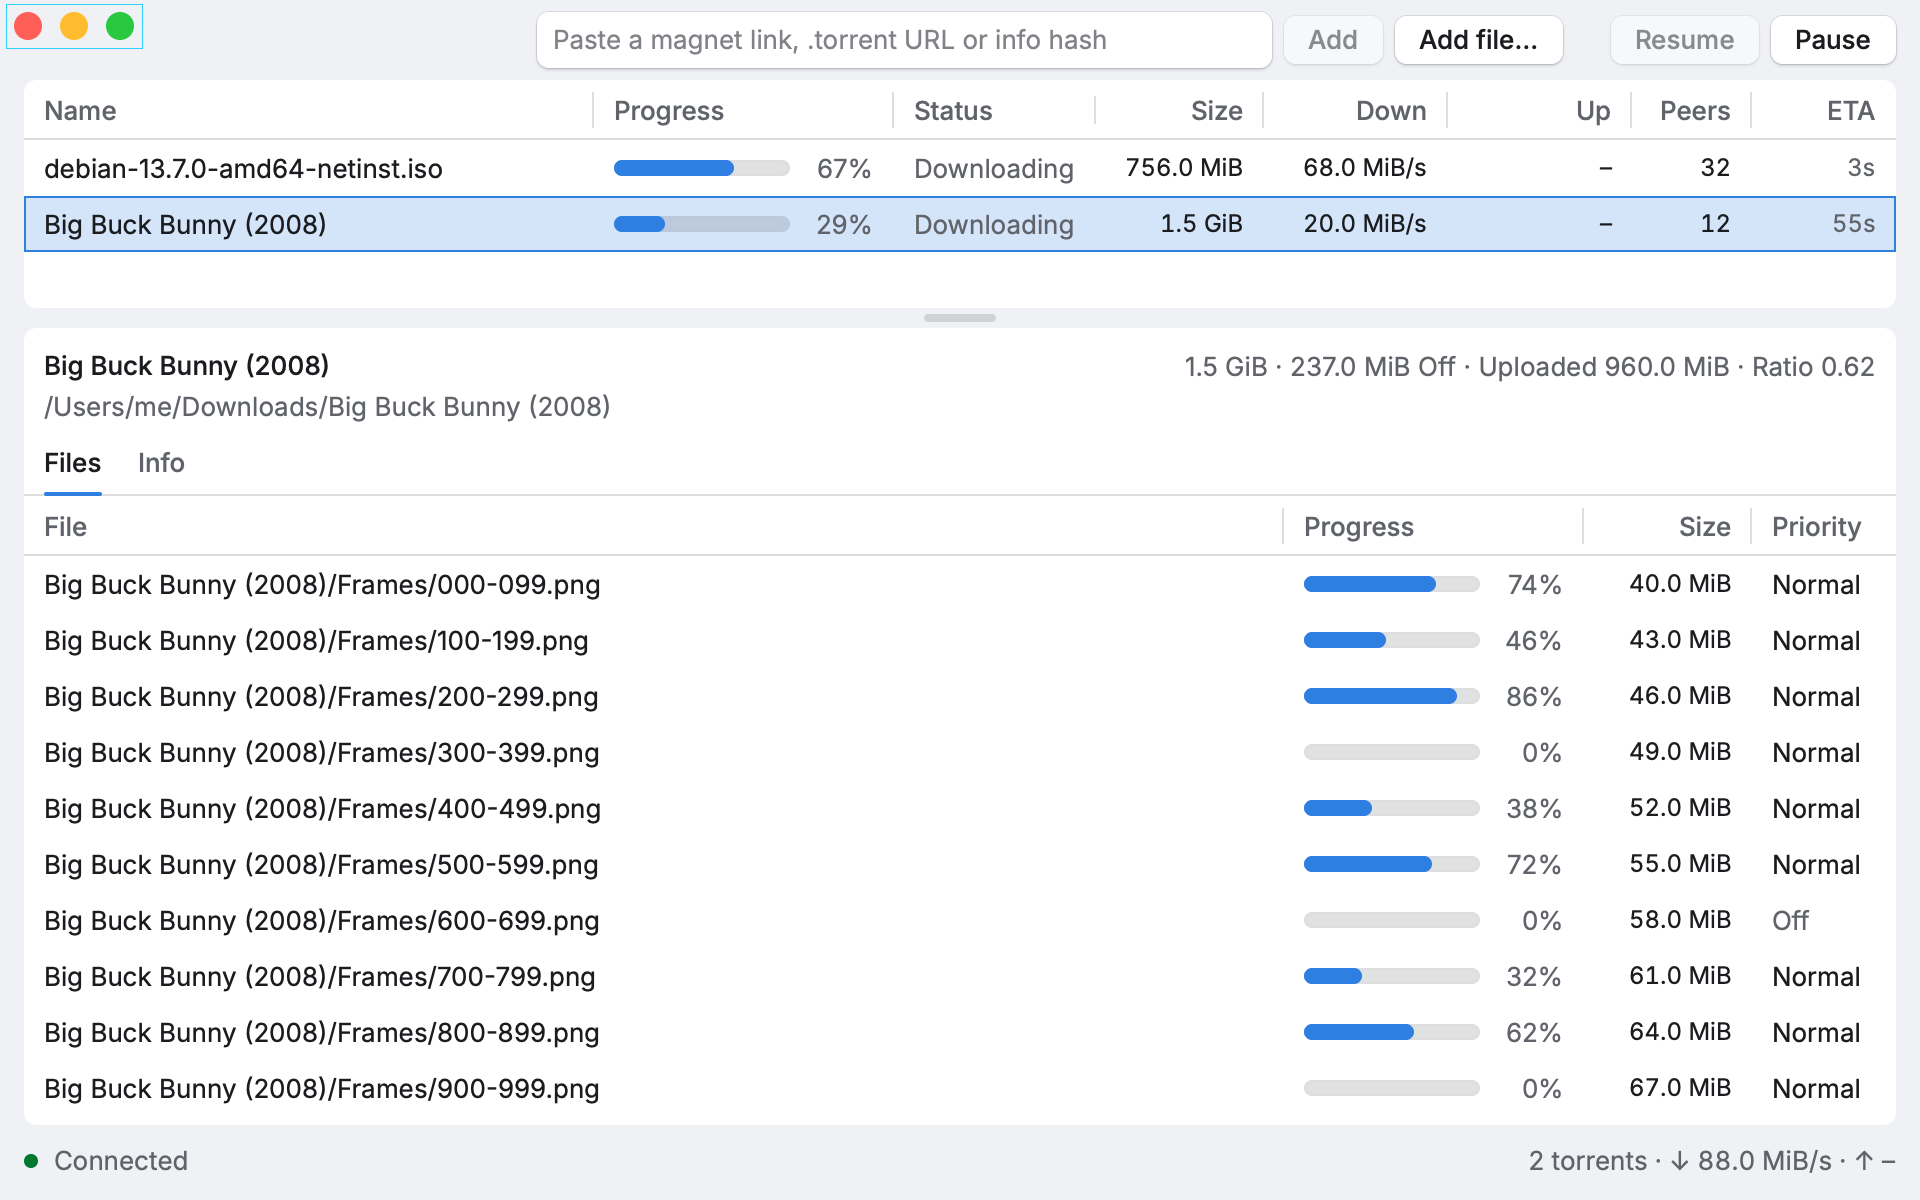 Paste a magnet link, .torrent URL or info hash Add Add file... Resume Pause
Name Progress Status Size Down Up Peers ETA
debian-13.7.0-amd64-netinst.iso 67% Downloading 756.0 MiB 68.0 MiB/s – 32 3s
Big Buck Bunny (2008) 29% Downloading 1.5 GiB 20.0 MiB/s – 12 55s
Big Buck Bunny (2008) 1.5 GiB · 237.0 MiB Off · Uploaded 960.0 MiB · Ratio 0.62
/Users/me/Downloads/Big Buck Bunny (2008)
Files Info
File Progress Size Priority
Big Buck Bunny (2008)/Frames/000-099.png 74% 40.0 MiB Normal
Big Buck Bunny (2008)/Frames/100-199.png 46% 43.0 MiB Normal
Big Buck Bunny (2008)/Frames/200-299.png 86% 46.0 MiB Normal
Big Buck Bunny (2008)/Frames/300-399.png 0% 49.0 MiB Normal
Big Buck Bunny (2008)/Frames/400-499.png 38% 52.0 MiB Normal
Big Buck Bunny (2008)/Frames/500-599.png 72% 55.0 MiB Normal
Big Buck Bunny (2008)/Frames/600-699.png 0% 58.0 MiB Off
Big Buck Bunny (2008)/Frames/700-799.png 32% 61.0 MiB Normal
Big Buck Bunny (2008)/Frames/800-899.png 62% 64.0 MiB Normal
Big Buck Bunny (2008)/Frames/900-999.png 0% 67.0 MiB Normal
Connected 2 torrents · ↓ 88.0 MiB/s · ↑ –